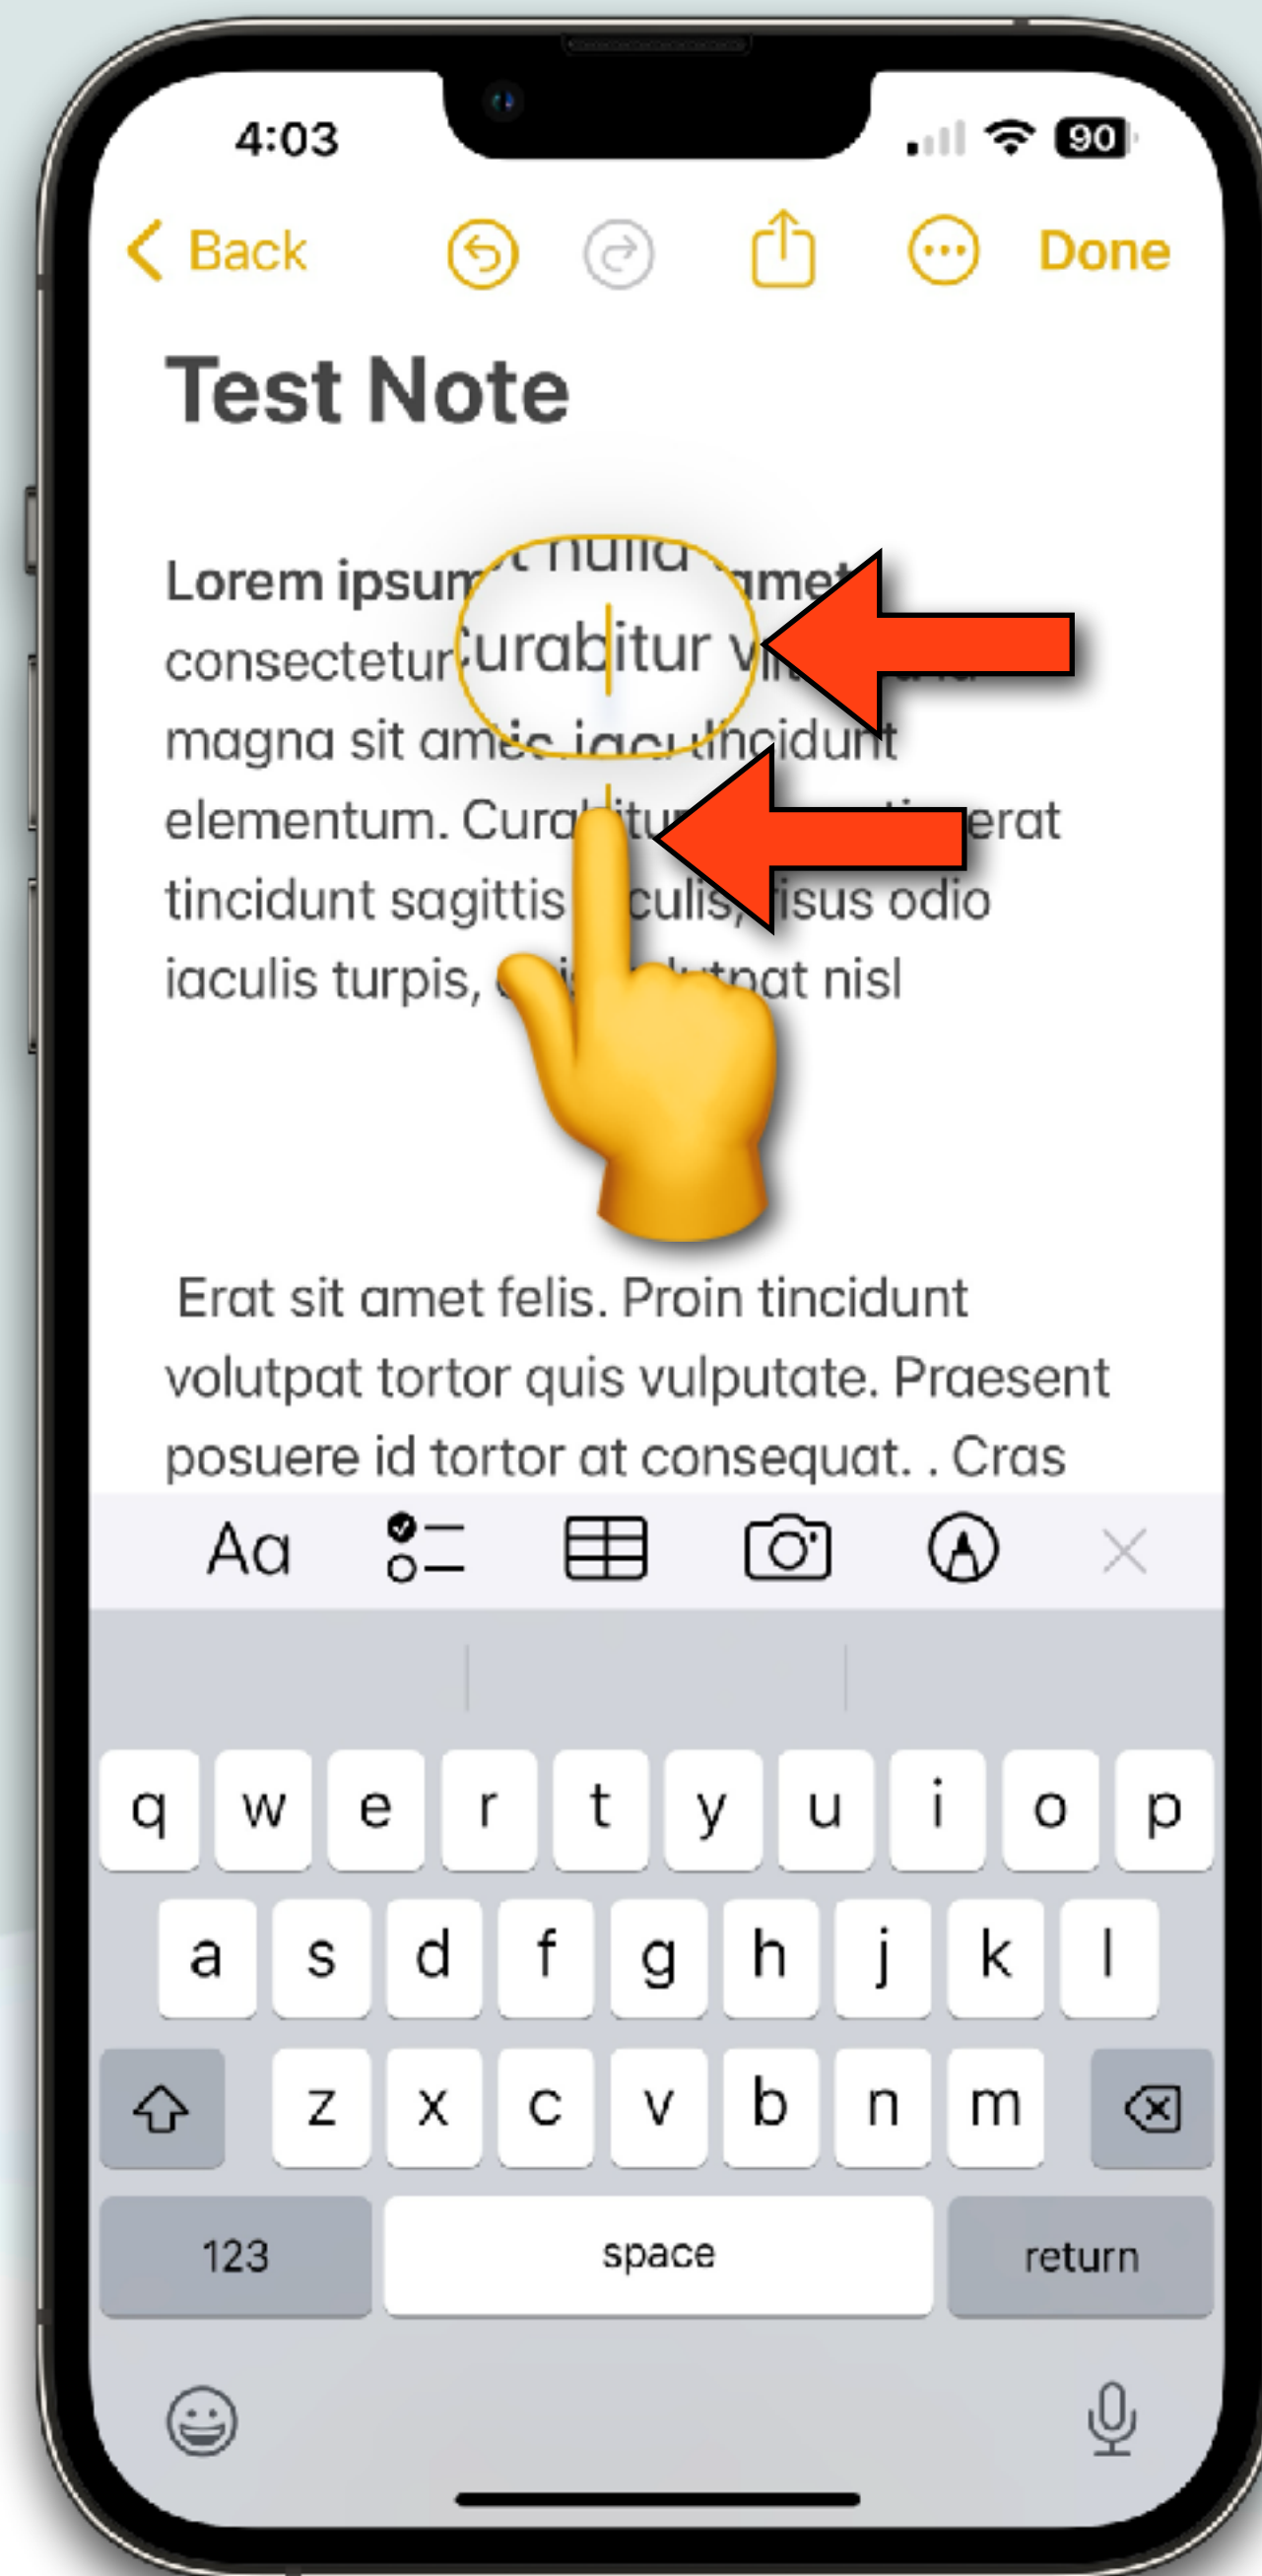 4:03
90
Back
Done
Test Note
Lorem ipsum
consectetur
Curabitur
magna sit amet tincidunt
elementum. Curabitur erat
tincidunt sagittis iaculis, risus odio
iaculis turpis, nisl
Erat sit amet felis. Proin tincidunt
volutpat tortor quis vulputate. Praesent
posuere id tortor at consequat. . Cras
Aa
q w e r t y u i o p
a s d f g h j k l
z x c v b n m
123 space return